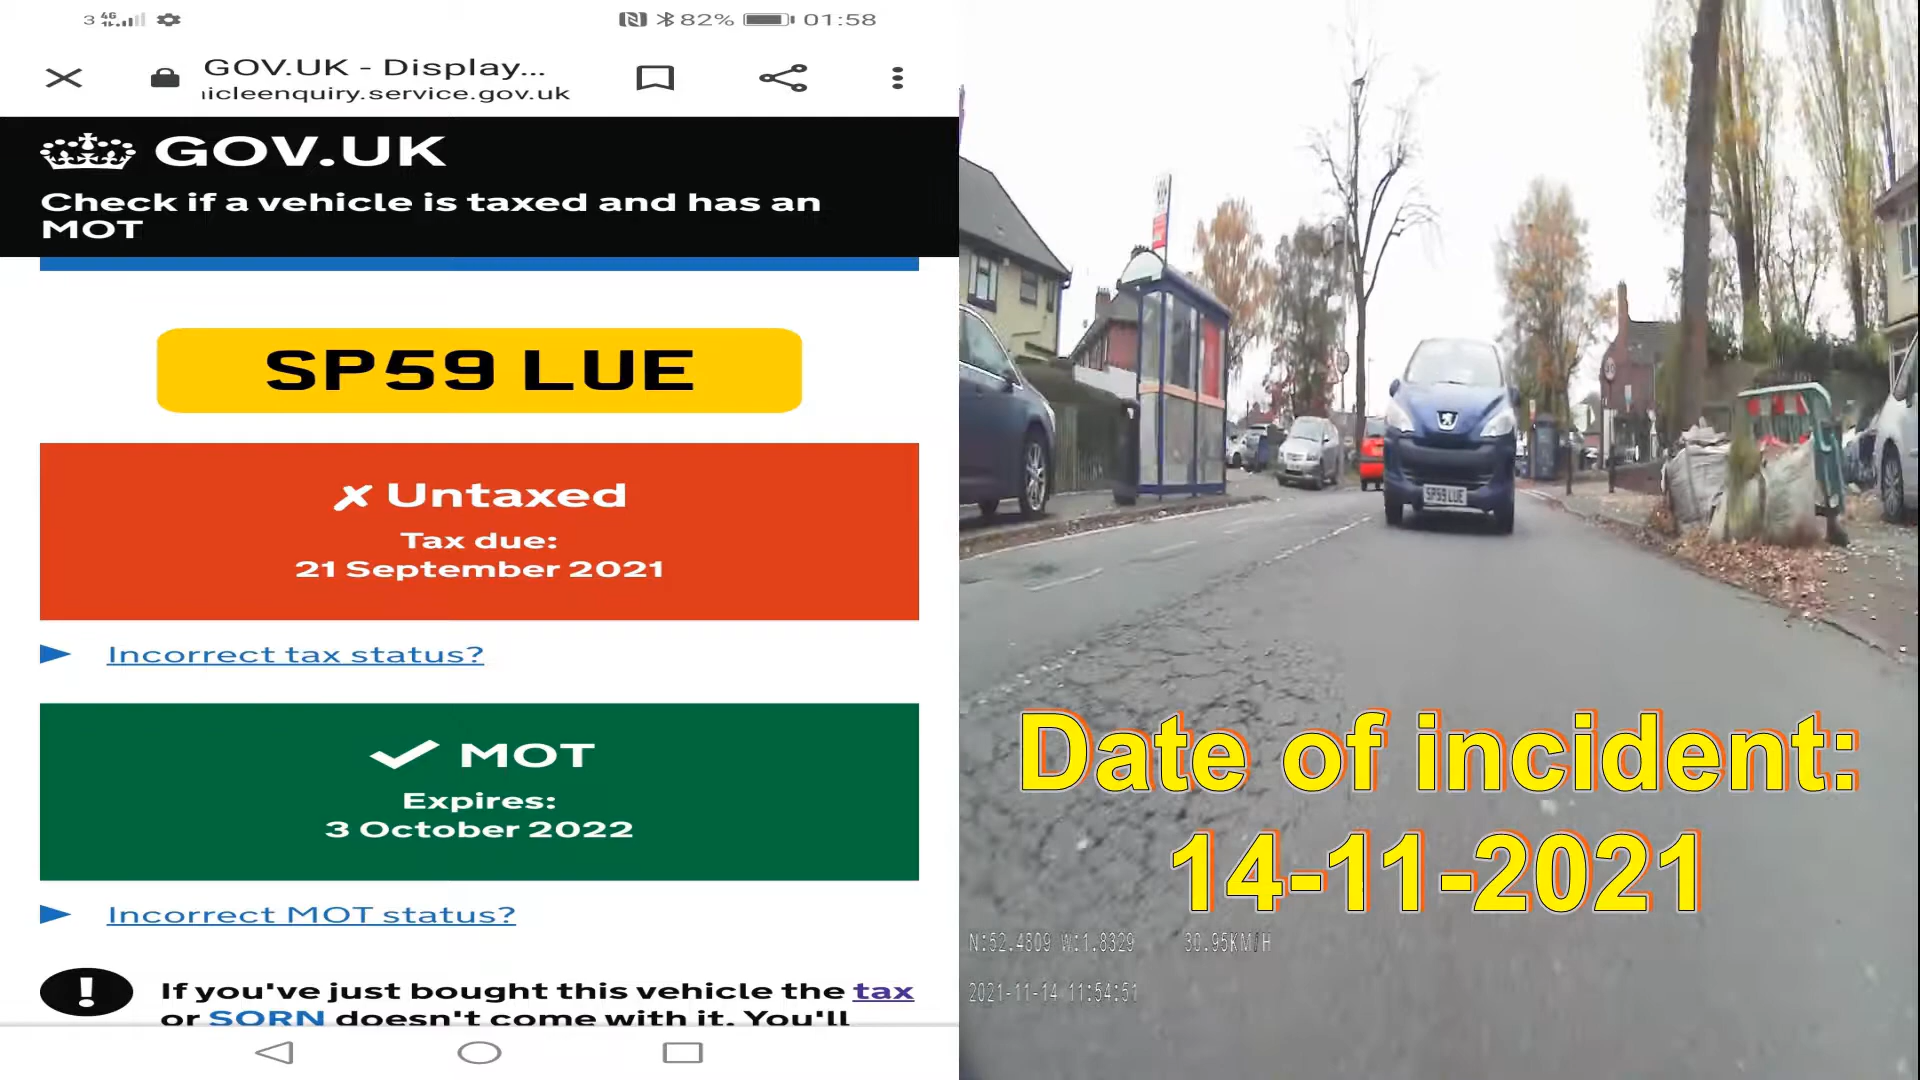 3 4G 82% 01:58
GOV.UK - Display...
icleenquiry.service.gov.uk
GOV.UK
Check if a vehicle is taxed and has an
MOT
SP59 LUE
Untaxed
Tax due:
21 September 2021
Incorrect tax status?
MOT
Expires:
3 October 2022
Incorrect MOT status?
If you've just bought this vehicle the tax
or SORN doesn't come with it. You'll
SP59 LUE
Date of incident:
14-11-2021
N:52.4809 W:1.8329 30.95KM/H
2021-11-14 11:54:51